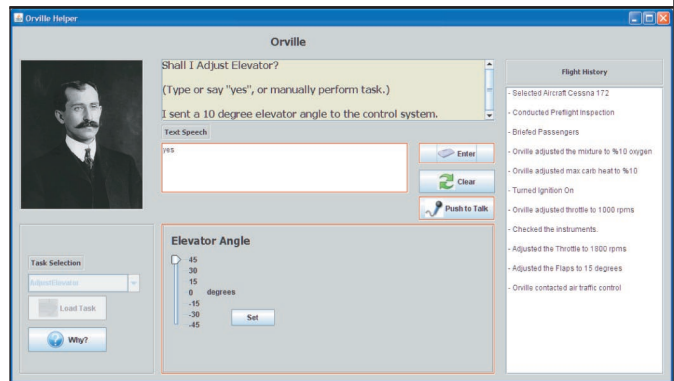 Orville Helper
Orville
Shall I Adjust Elevator?
(Type or say "yes", or manually perform task.)
I sent a 10 degree elevator angle to the control system.
Text Speech
yes
Enter
Clear
Push to Talk
Task Selection
AdjustElevator
Load Task
Why?
Elevator Angle
45
30
15
0 degrees
-15
-30
-45
Set
Flight History
- Selected Aircraft Cessna 172
- Conducted Preflight Inspection
- Briefed Passengers
- Orville adjusted the mixture to %10 oxygen
- Orville adjusted max carb heat to %10
- Turned Ignition On
- Orville adjusted throttle to 1000 rpms
- Checked the instruments.
- Adjusted the Throttle to 1800 rpms
- Adjusted the Flaps to 15 degrees
- Orville contacted air traffic control